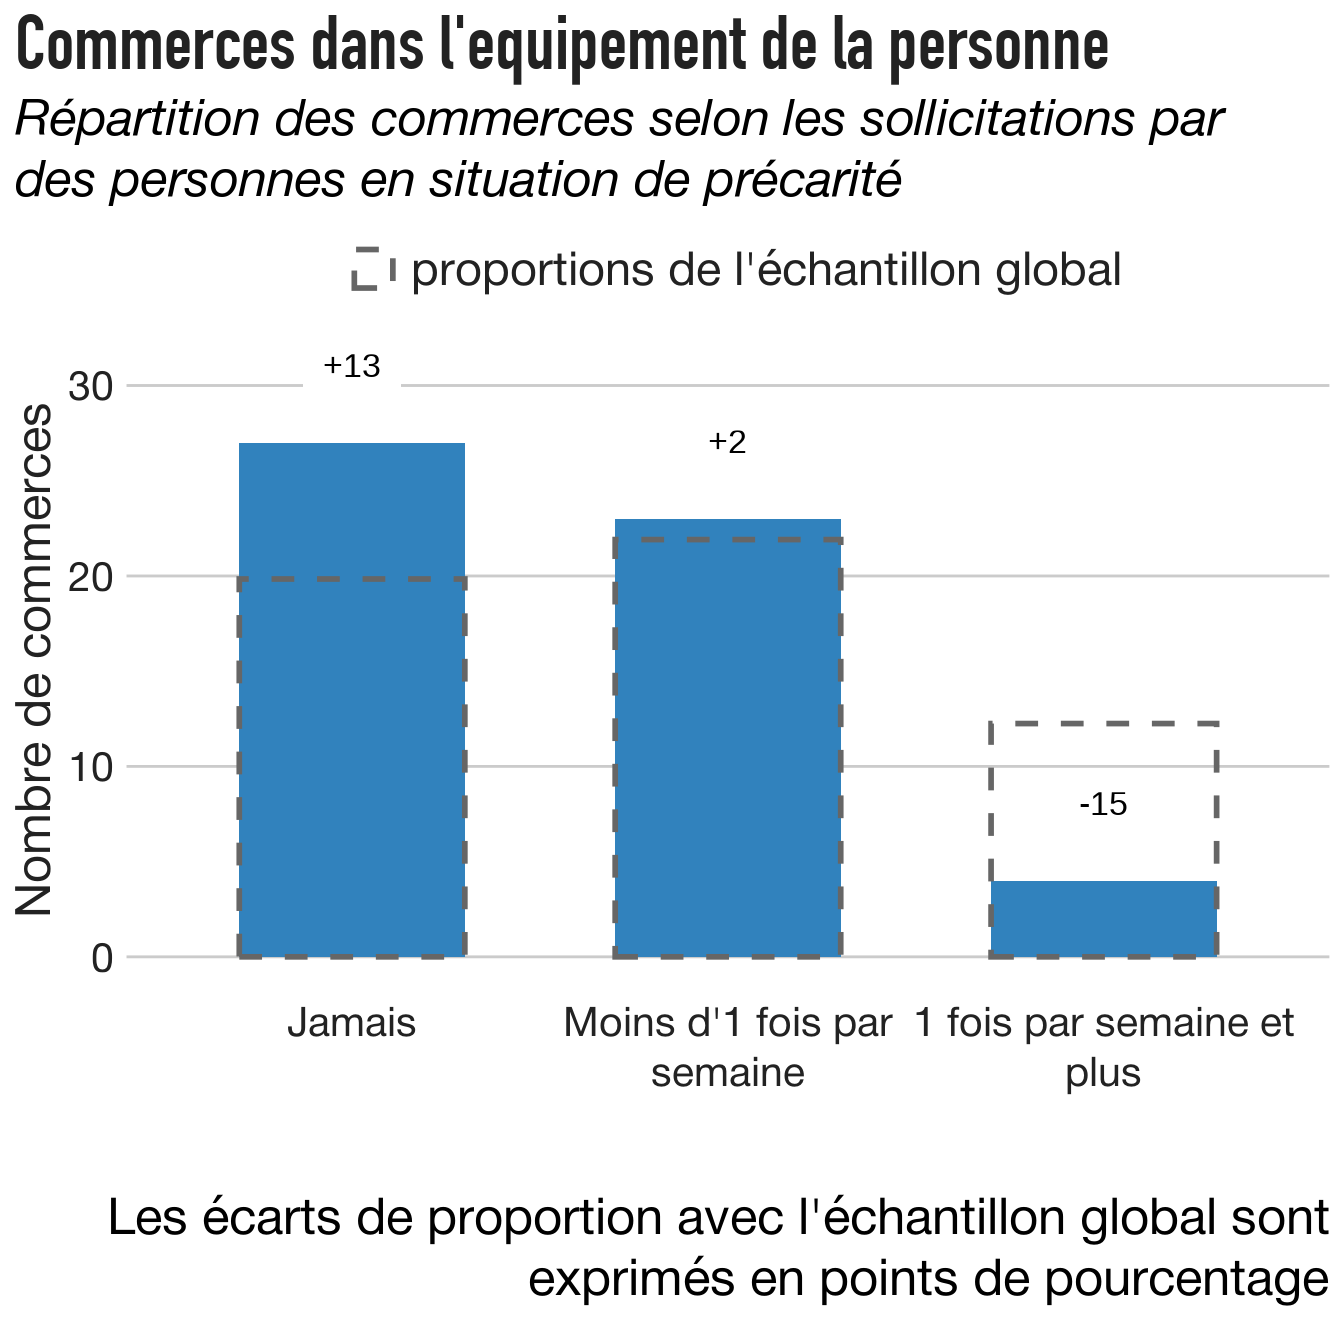 Commerces dans l'equipement de la personne
Répartition des commerces selon les sollicitations par
des personnes en situation de précarité
proportions de l'échantillon global
Nombre de commerces
30
20
10
0
+13
+2
-15
Jamais
Moins d'1 fois par
semaine
1 fois par semaine et
plus
Les écarts de proportion avec l'échantillon global sont
exprimés en points de pourcentage